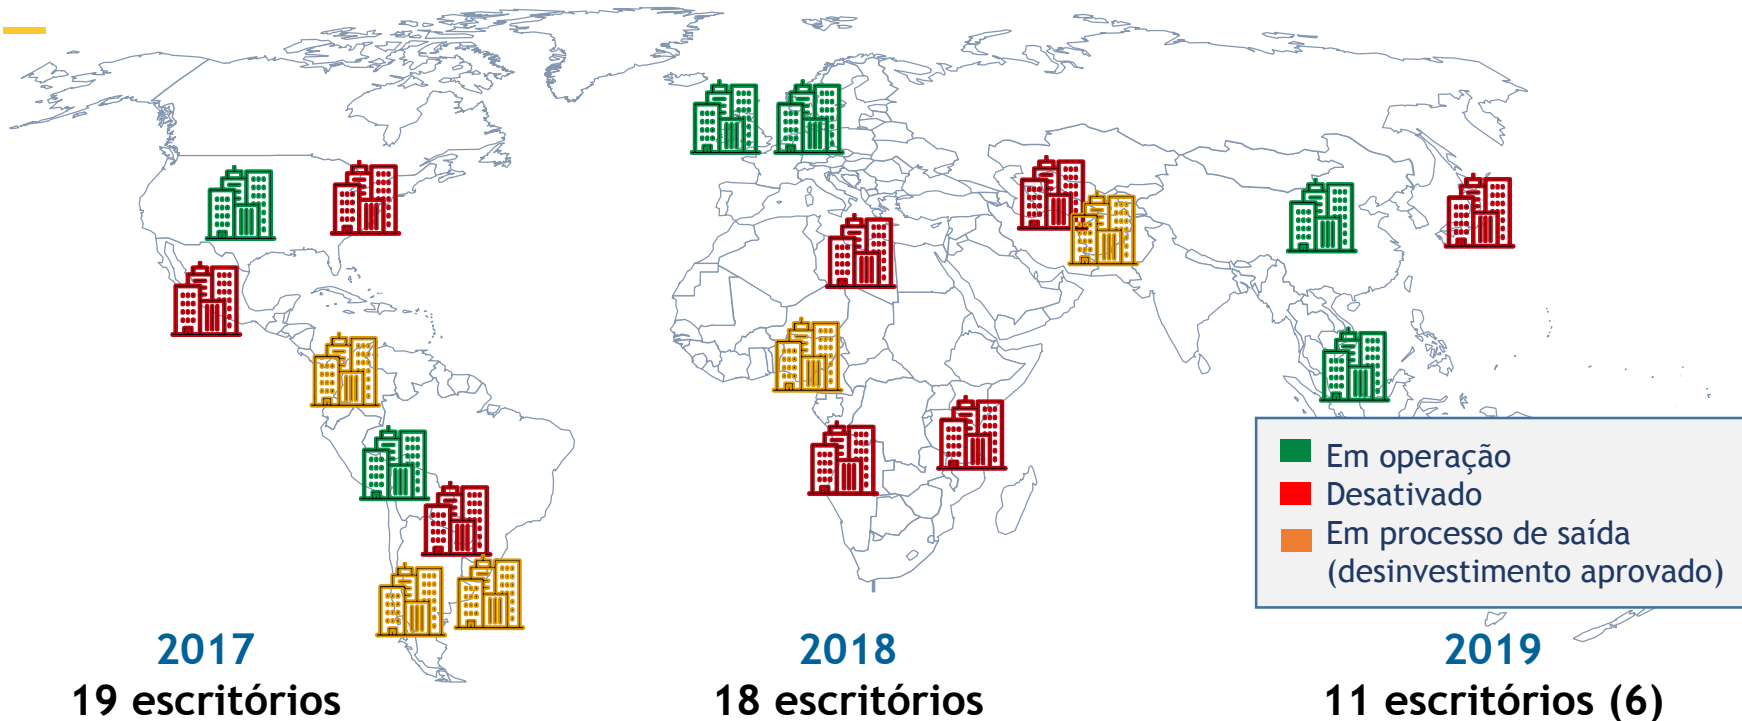 Em operação
Desativado
Em processo de saída
(desinvestimento aprovado)
2017
2018
2019
19 escritórios
18 escritórios
11 escritórios (6)